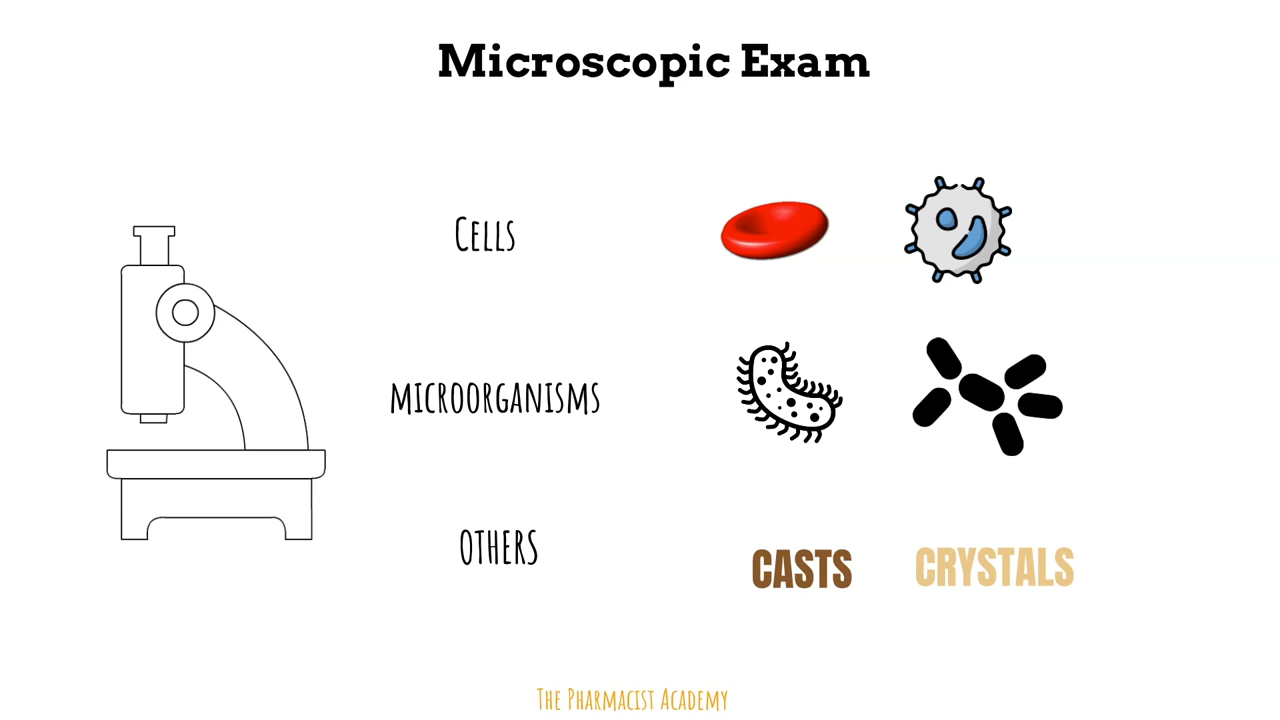 Microscopic Exam
Cells
MICROORGANISMS
OTHERS
CASTS
CRYSTALS
The Pharmacist Academy